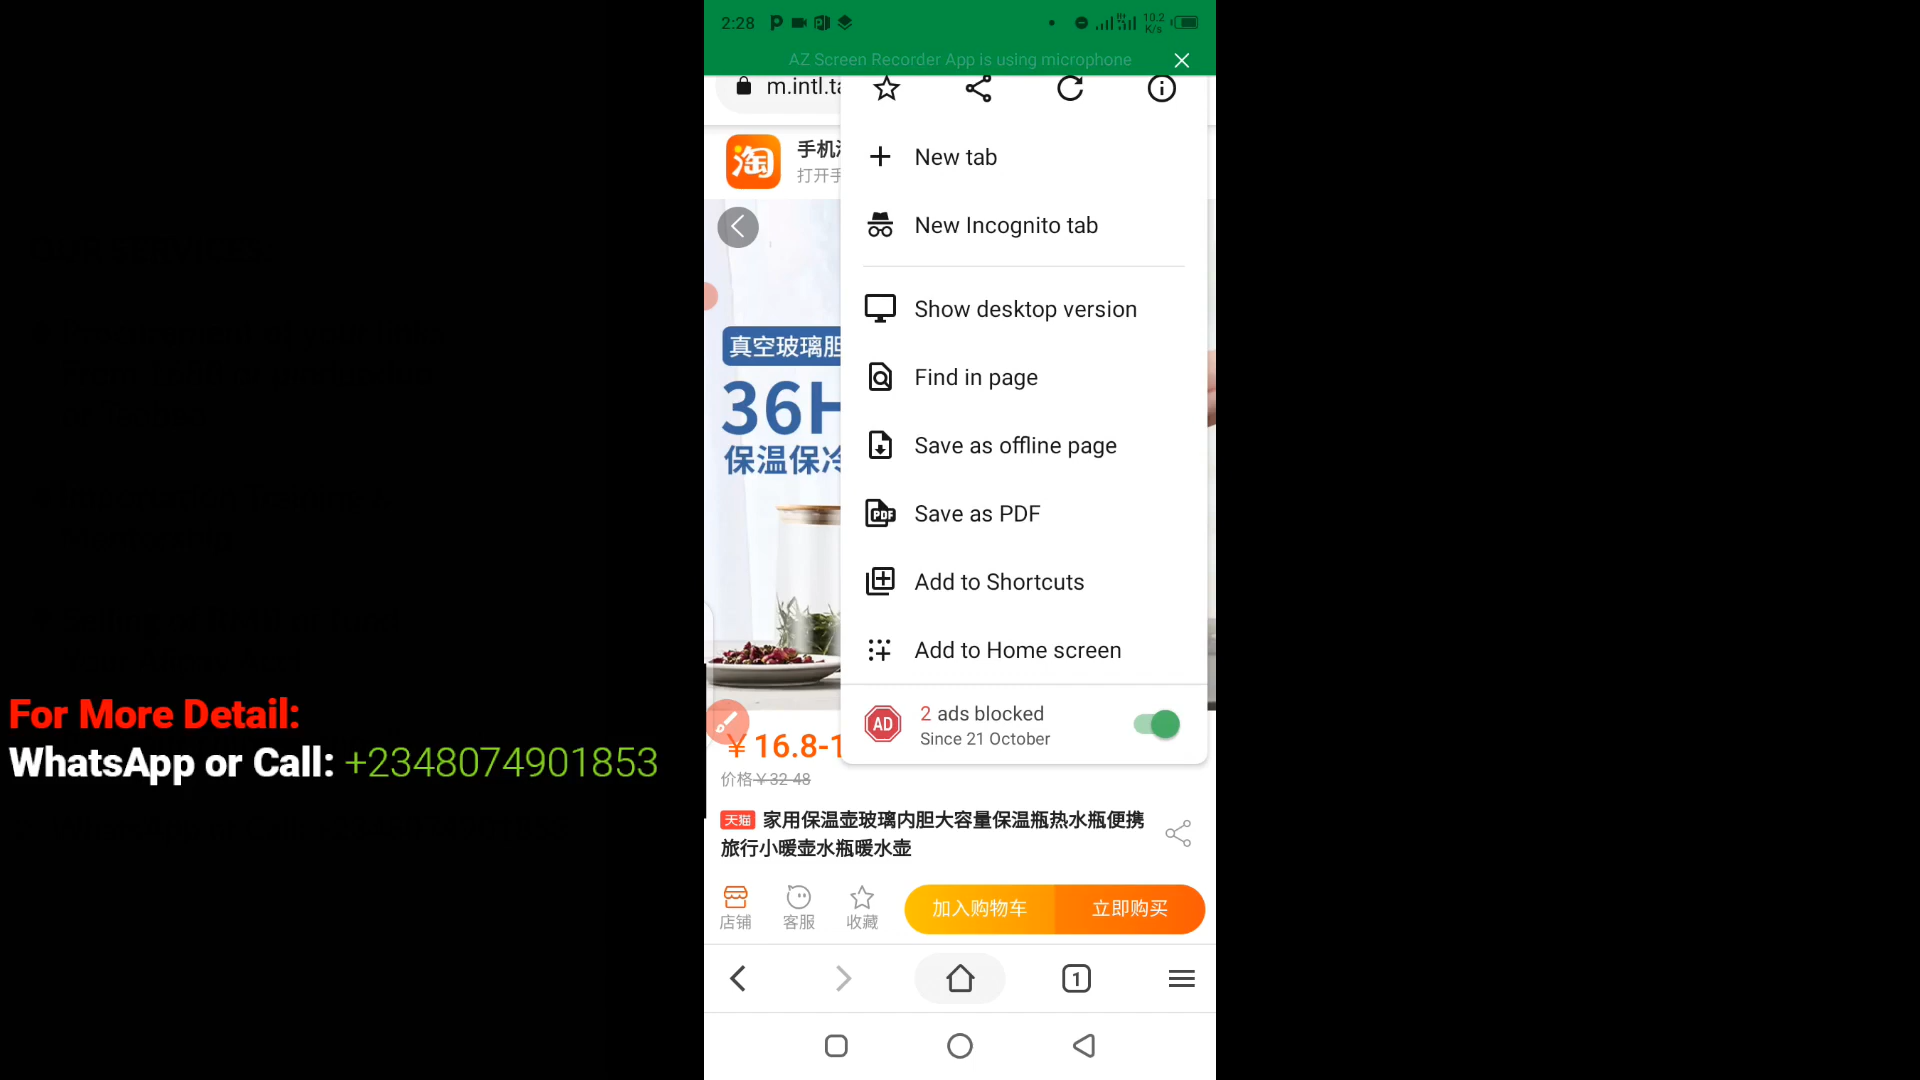 2:28
10.2
K/s
AZ Screen Recorder App is using microphone
m.intl.ta
淘
手机
打开手
New tab
New Incognito tab
Show desktop version
Find in page
Save as offline page
PDF
Save as PDF
Add to Shortcuts
Add to Home screen
AD
2 ads blocked
Since 21 October
真空玻璃胆
36H
保温保冷
¥16.8-1
价格¥32-48
天猫 家用保温壶玻璃内胆大容量保温瓶热水瓶便携
旅行小暖壶水瓶暖水壶
店铺
客服
收藏
加入购物车
立即购买
1
For More Detail:
WhatsApp or Call: +2348074901853